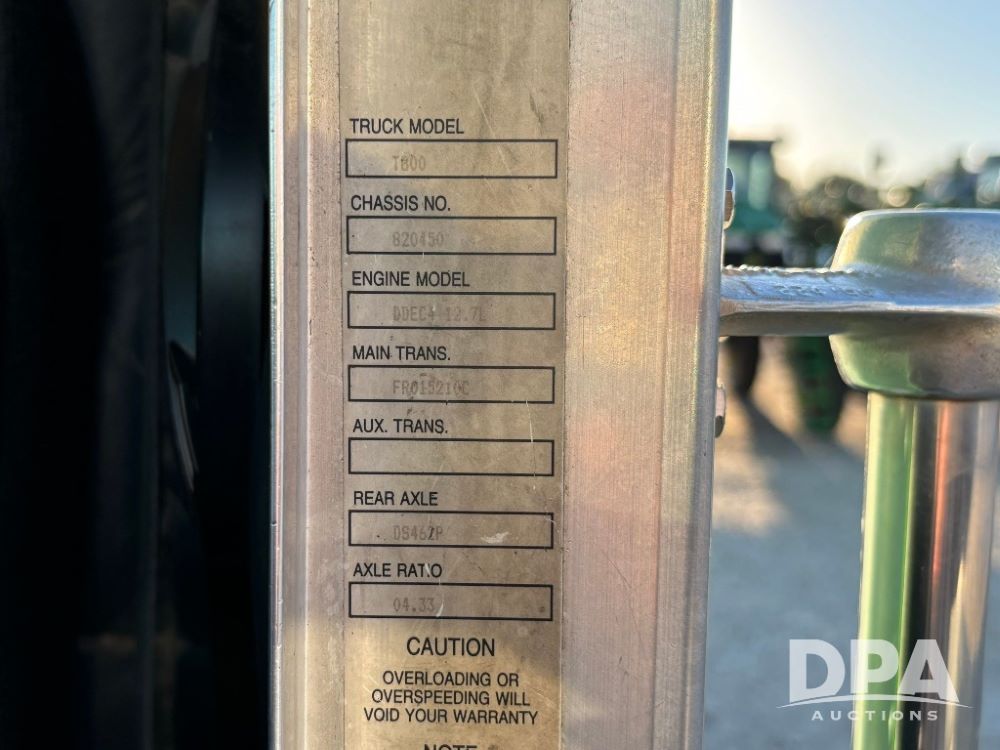 TRUCK MODEL
T800
CHASSIS NO.
820450
ENGINE MODEL
DDEC4 12.7L
MAIN TRANS.
FRO15210C
AUX. TRANS.
REAR AXLE
DS462P
AXLE RATIO
04.33
CAUTION
OVERLOADING OR
OVERSPEEDING WILL
VOID YOUR WARRANTY
NOTE
DPA
AUCTIONS